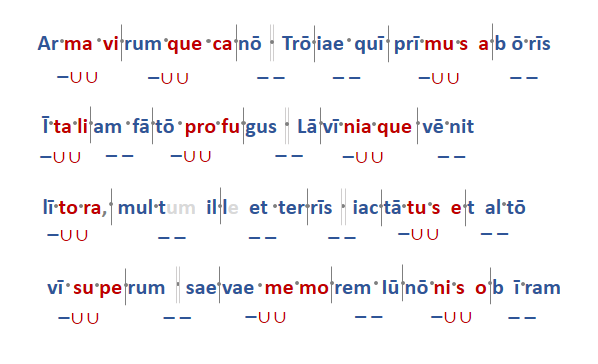 Ar·ma·vi|rum·que·ca|nō || Trō|iae·quī|prī·mu·s a|b ō·rīs
–∪∪ –∪∪ –– –– –∪∪ ––
Ī·ta·li|am·fā|tō·pro·fu|gus || Lā|vī·nia·que|vē·nit
–∪∪ –– –∪∪ –– –∪∪ ––
lī·to·ra,|mul·tum il|le et·ter|rīs || iac|tā·tu·s e|t al·tō
–∪∪ –– –– –– –∪∪ ––
vī·su·pe|rum || sae|vae·me·mo|rem·lū|nō·ni·s o|b ī·ram
–∪∪ –– –∪∪ –– –∪∪ ––